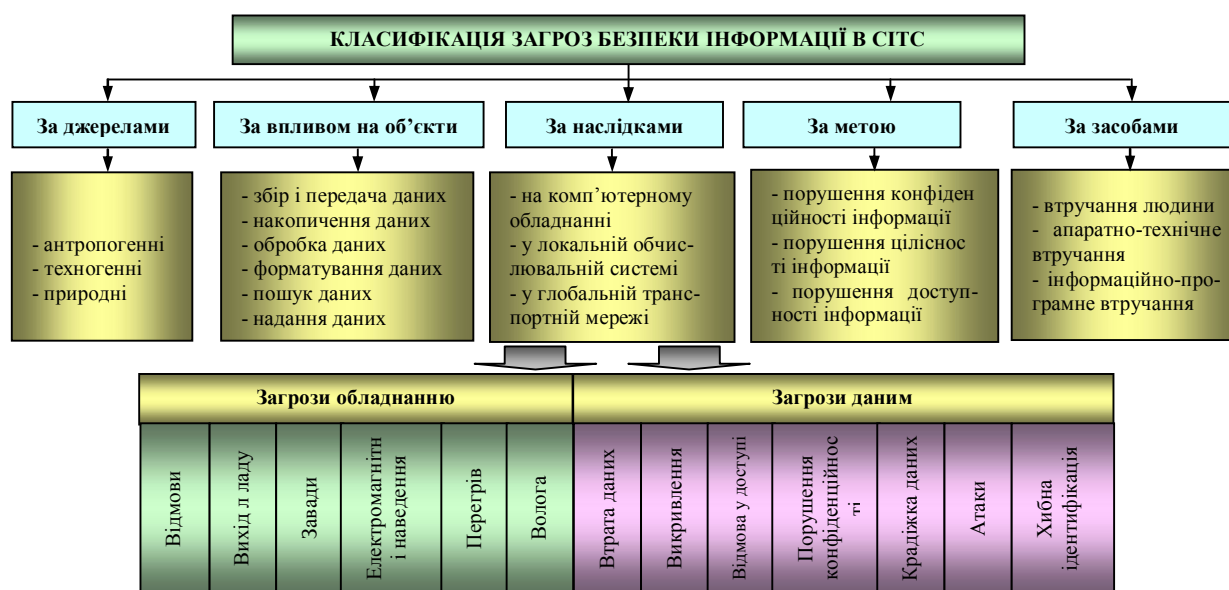 КЛАСИФІКАЦІЯ ЗАГРОЗ БЕЗПЕКИ ІНФОРМАЦІЇ В СІТС
За джерелами
За впливом на об’єкти
За наслідками
За метою
За засобами
- антропогенні
- техногенні
- природні
- збір і передача даних
- накопичення даних
- обробка даних
- форматування даних
- пошук даних
- надання даних
- на комп’ютерному
обладнанні
- у локальній обчис-
лювальній системі
- у глобальній транс-
портній мережі
- порушення конфіден
ційності інформації
- порушення ціліснос
ті інформації
- порушення доступ-
ності інформації
- втручання людини
- апаратно-технічне
втручання
- інформаційно-про-
грамне втручання
Загрози обладнанню
Загрози даним
Відмови
Вихід л ладу
Завади
Електромагнітн
і наведення
Перегрів
Волога
Втрата даних
Викривлення
Відмова у доступі
Порушення
конфіденційнос
ті
Крадіжка даних
Атаки
Хибна
ідентифікація